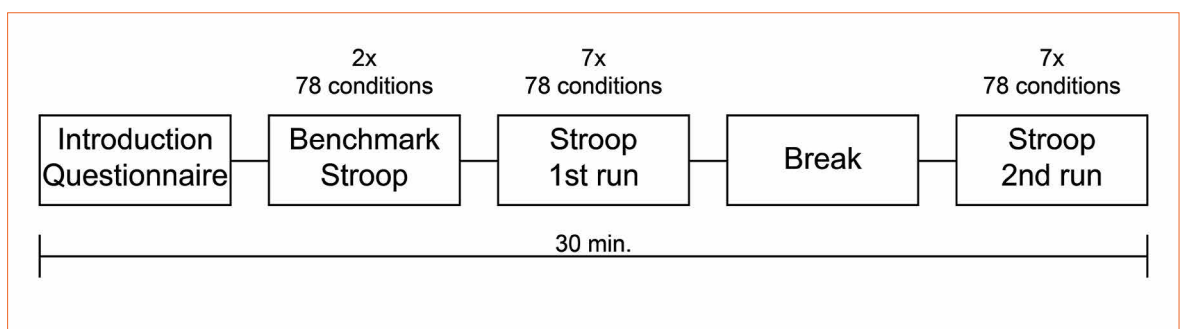 2x
78 conditions
7x
78 conditions
7x
78 conditions
Introduction
Questionnaire
Benchmark
Stroop
Stroop
1st run
Break
Stroop
2nd run
30 min.